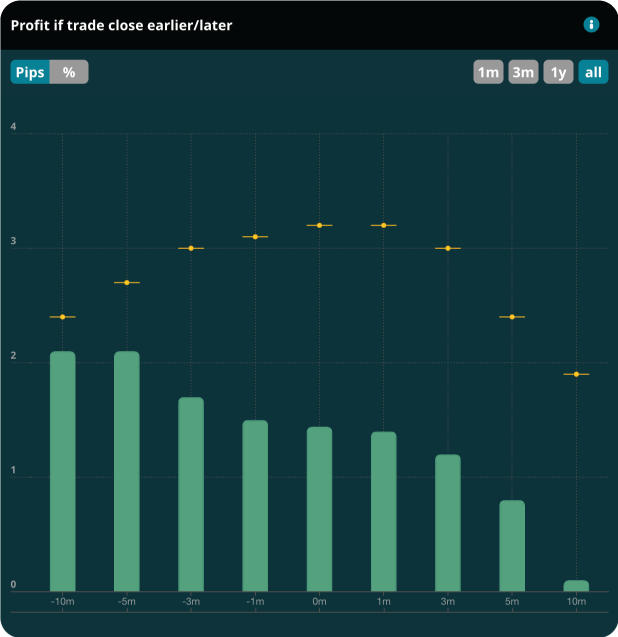 Profit if trade close earlier/later
Pips % 1m 3m 1y all
4
3
2
1
0
-10m -5m -3m -1m 0m 1m 3m 5m 10m